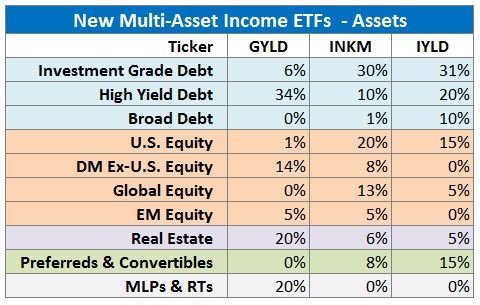 New Multi-Asset Income ETFs - Assets
Ticker GYLD INKM IYLD
Investment Grade Debt 6% 30% 31%
High Yield Debt 34% 10% 20%
Broad Debt 0% 1% 10%
U.S. Equity 1% 20% 15%
DM Ex-U.S. Equity 14% 8% 0%
Global Equity 0% 13% 5%
EM Equity 5% 5% 0%
Real Estate 20% 6% 5%
Preferreds & Convertibles 0% 8% 15%
MLPs & RTs 20% 0% 0%